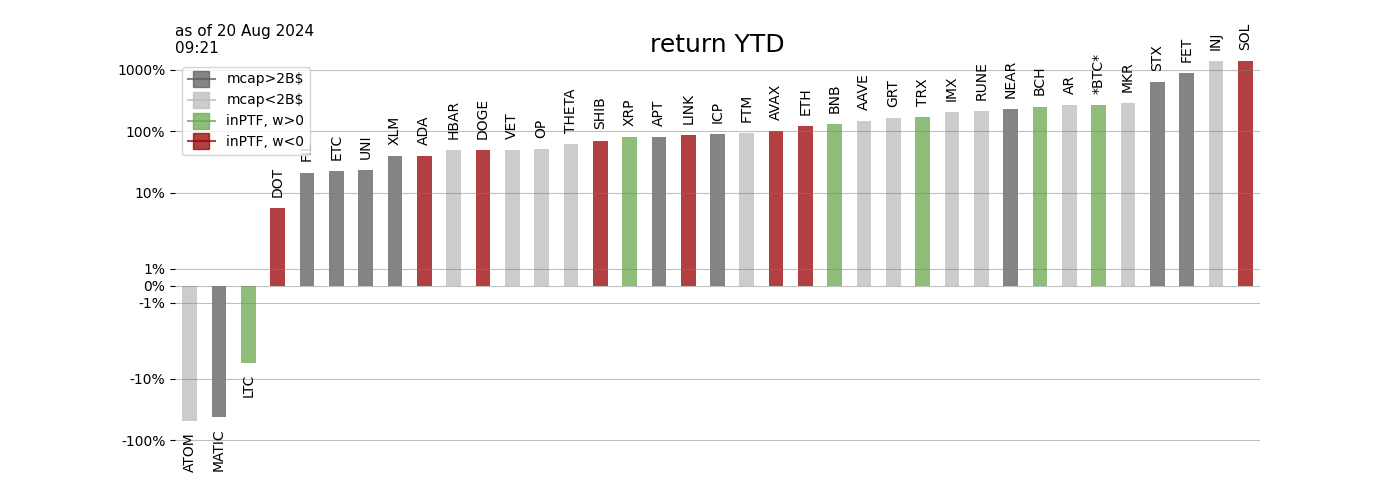 as of 20 Aug 2024
09:21
return YTD
mcap>2B$
mcap<2B$
inPTF, w>0
inPTF, w<0
1000%
100%
10%
1%
0%
-1%
-10%
-100%
ATOM
MATIC
LTC
DOT
ETC
UNI
XLM
ADA
HBAR
DOGE
VET
OP
THETA
SHIB
XRP
APT
LINK
ICP
FTM
AVAX
ETH
BNB
AAVE
GRT
TRX
IMX
RUNE
NEAR
BCH
AR
*BTC*
MKR
STX
FET
INJ
SOL